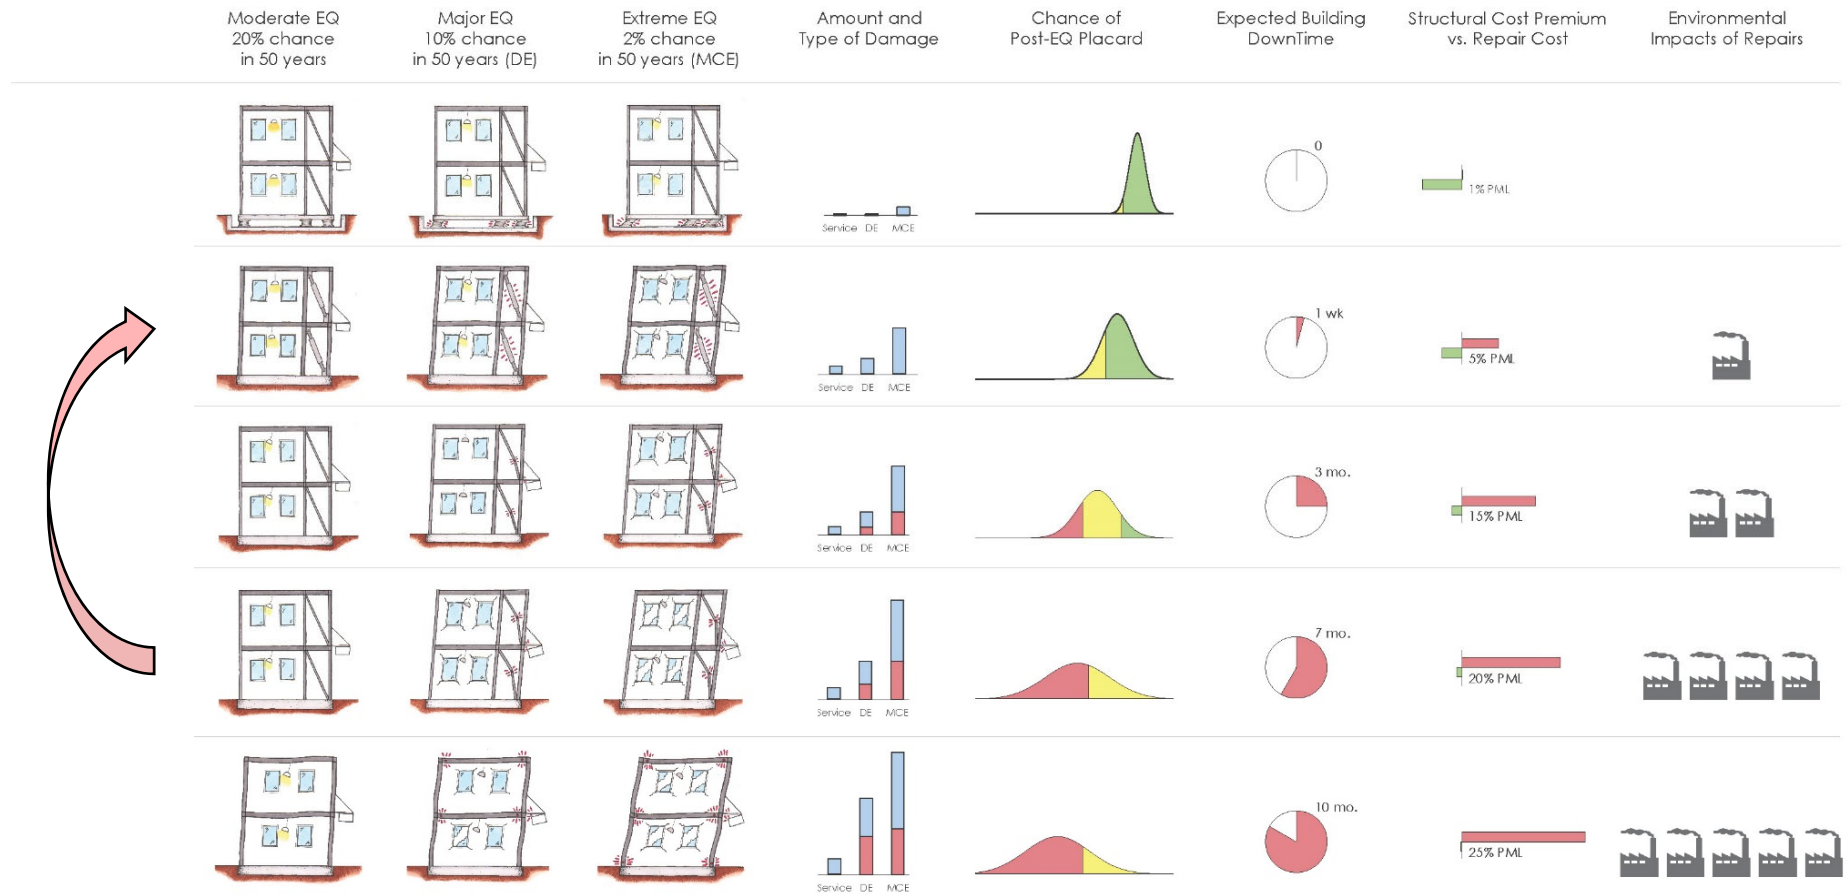 Moderate EQ
20% chance
in 50 years
Major EQ
10% chance
in 50 years (DE)
Extreme EQ
2% chance
in 50 years (MCE)
Amount and
Type of Damage
Chance of
Post-EQ Placard
Expected Building
DownTime
Structural Cost Premium
vs. Repair Cost
Environmental
Impacts of Repairs
0
1% PML
Service DE MCE
1 wk
5% PML
Service DE MCE
3 mo.
15% PML
Service DE MCE
7 mo.
20% PML
Service DE MCE
10 mo.
25% PML
Service DE MCE